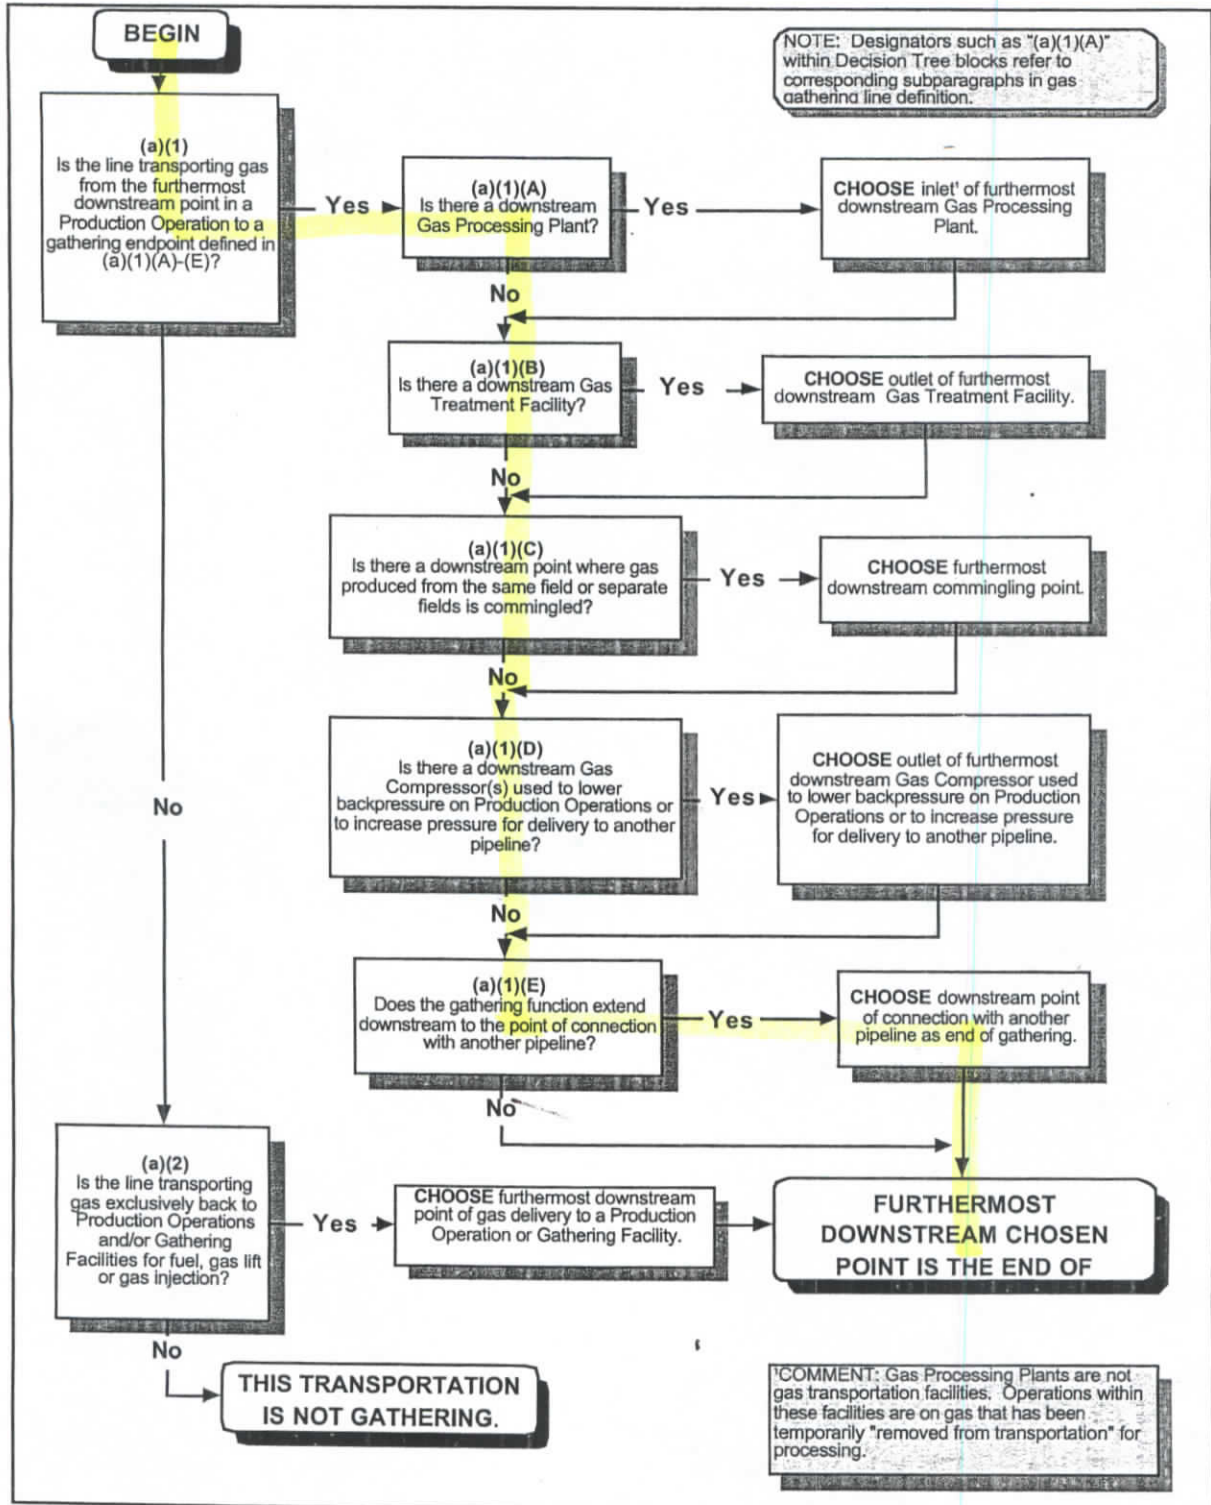 BEGIN
NOTE: Designators such as "(a)(1)(A)"
within Decision Tree blocks refer to
corresponding subparagraphs in gas
gathering line definition.
(a)(1)
Is the line transporting gas
from the furthermost
downstream point in a
Production Operation to a
gathering endpoint defined in
(a)(1)(A)-(E)?
Yes
(a)(1)(A)
Is there a downstream
Gas Processing Plant?
Yes
CHOOSE inlet¹ of furthermost
downstream Gas Processing
Plant.
No
(a)(1)(B)
Is there a downstream Gas
Treatment Facility?
Yes
CHOOSE outlet of furthermost
downstream Gas Treatment Facility.
No
(a)(1)(C)
Is there a downstream point where gas
produced from the same field or separate
fields is commingled?
Yes
CHOOSE furthermost
downstream commingling point.
No
(a)(1)(D)
Is there a downstream Gas
Compressor(s) used to lower
backpressure on Production Operations or
to increase pressure for delivery to another
pipeline?
Yes
CHOOSE outlet of furthermost
downstream Gas Compressor used
to lower backpressure on Production
Operations or to increase pressure
for delivery to another pipeline.
No
No
(a)(1)(E)
Does the gathering function extend
downstream to the point of connection
with another pipeline?
Yes
CHOOSE downstream point
of connection with another
pipeline as end of gathering.
No
(a)(2)
Is the line transporting
gas exclusively back to
Production Operations
and/or Gathering
Facilities for fuel, gas lift
or gas injection?
Yes
CHOOSE furthermost downstream
point of gas delivery to a Production
Operation or Gathering Facility.
FURTHERMOST
DOWNSTREAM CHOSEN
POINT IS THE END OF
No
THIS TRANSPORTATION
IS NOT GATHERING.
¹COMMENT: Gas Processing Plants are not
gas transportation facilities. Operations within
these facilities are on gas that has been
temporarily "removed from transportation" for
processing.